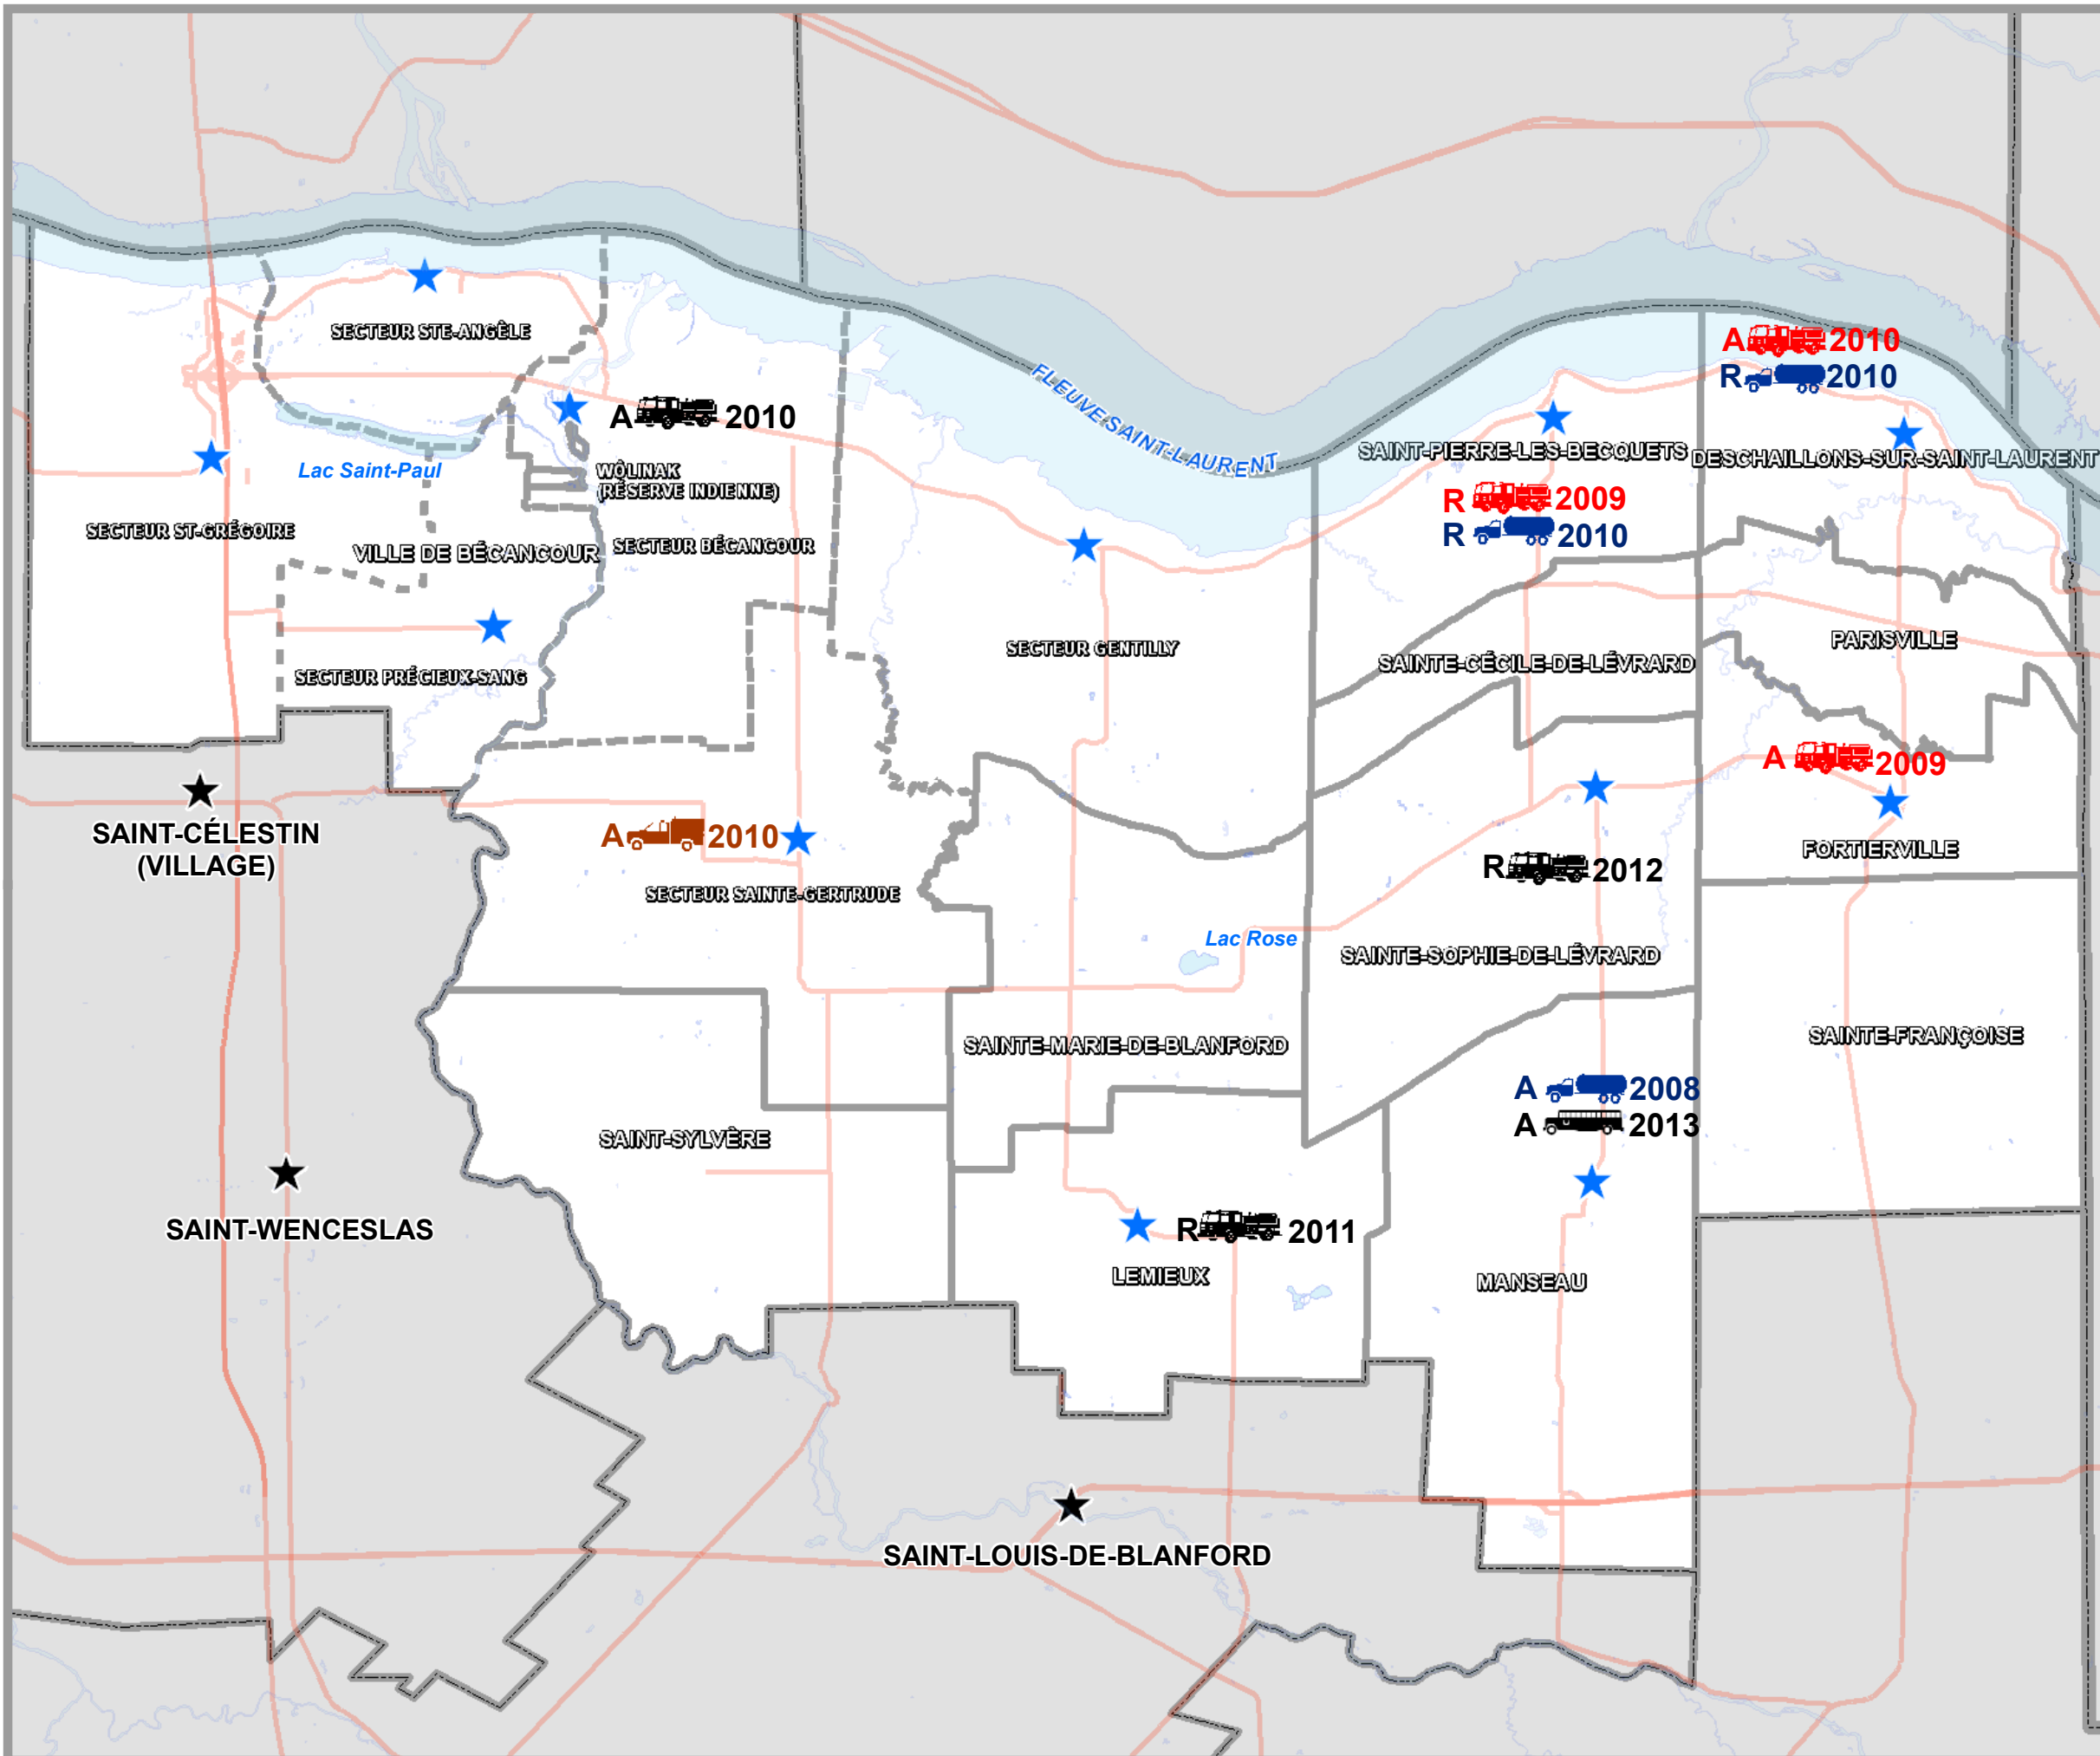 A 2010
R 2010
SECTEUR STE-ANGÈLE
A 2010
FLEUVE SAINT-LAURENT
SAINT-PIERRE-LES-BECQUETS
DESCHAILLONS-SUR-SAINT-LAURENT
Lac Saint-Paul
WÔLINAK
(RÉSERVE INDIENNE)
R 2009
R 2010
SECTEUR ST-GRÉGOIRE
VILLE DE BÉCANCOUR
SECTEUR BÉCANCOUR
SECTEUR GENTILLY
SAINTE-CÉCILE-DE-LÉVRARD
PARISVILLE
SECTEUR PRÉCIEUX-SANG
A 2009
SAINT-CÉLESTIN
(VILLAGE)
A 2010
FORTIERVILLE
R 2012
SECTEUR SAINTE-GERTRUDE
Lac Rose
SAINTE-SOPHIE-DE-LÉVRARD
SAINTE-MARIE-DE-BLANFORD
SAINTE-FRANÇOISE
A 2008
A 2013
SAINT-SYLVÈRE
SAINT-WENCESLAS
R 2011
LEMIEUX
MANSEAU
SAINT-LOUIS-DE-BLANFORD